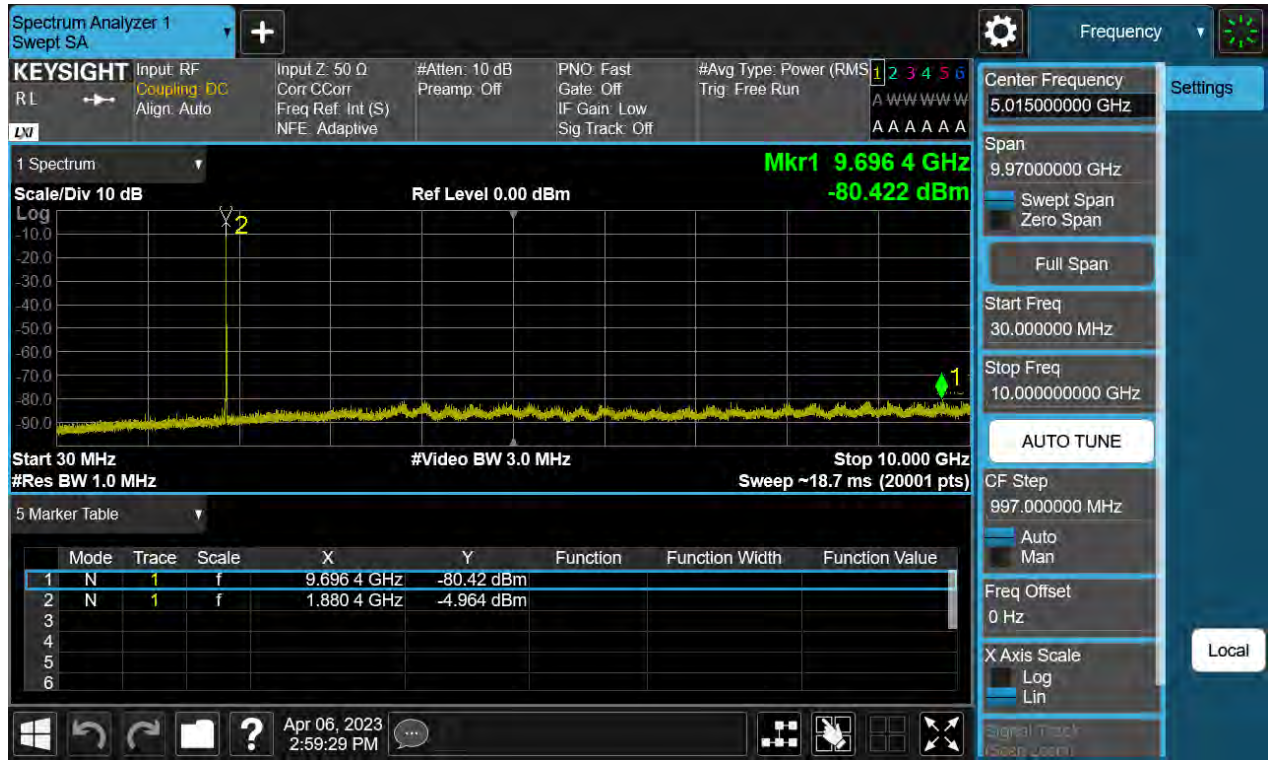 Spectrum Analyzer 1
Swept SA
Frequency
KEYSIGHT
RL
LXI
Input: RF
Coupling: DC
Align: Auto
Input Z: 50 Ω
Corr CCorr
Freq Ref: Int (S)
NFE: Adaptive
#Atten: 10 dB
Preamp: Off
PNO: Fast
Gate: Off
IF Gain: Low
Sig Track: Off
#Avg Type: Power (RMS
Trig: Free Run
1 2 3 4 5 6
A W W W W W
A A A A A A
1 Spectrum
Scale/Div 10 dB
Ref Level 0.00 dBm
Mkr1 9.696 4 GHz
-80.422 dBm
Log
-10.0
-20.0
-30.0
-40.0
-50.0
-60.0
-70.0
-80.0
-90.0
2
1
Start 30 MHz
#Video BW 3.0 MHz
Stop 10.000 GHz
#Res BW 1.0 MHz
Sweep ~18.7 ms (20001 pts)
5 Marker Table
Mode Trace Scale X Y Function Function Width Function Value
1 N 1 f 9.696 4 GHz -80.42 dBm
2 N 1 f 1.880 4 GHz -4.964 dBm
3
4
5
6
Apr 06, 2023
2:59:29 PM
Center Frequency
5.015000000 GHz
Span
9.97000000 GHz
Swept Span
Zero Span
Full Span
Start Freq
30.000000 MHz
Stop Freq
10.000000000 GHz
AUTO TUNE
CF Step
997.000000 MHz
Auto
Man
Freq Offset
0 Hz
X Axis Scale
Log
Lin
Signal Track
(Span Zoom)
Settings
Local